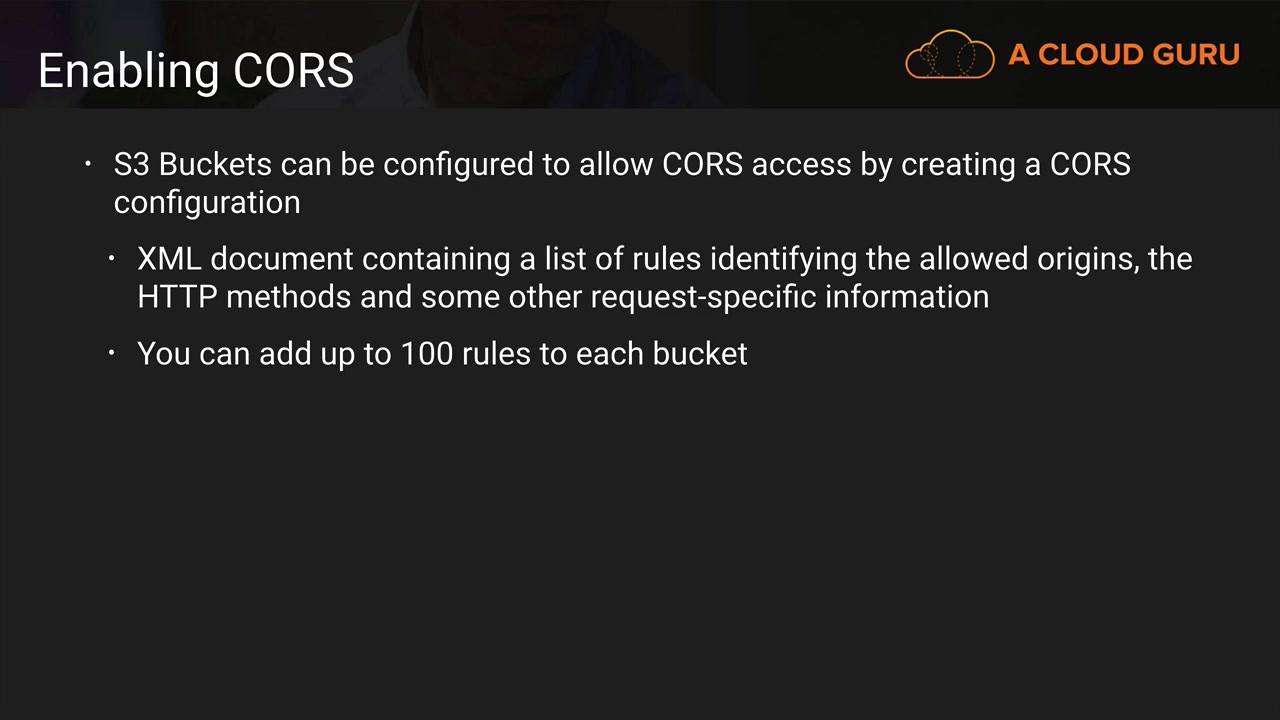 Enabling CORS
A CLOUD GURU
• S3 Buckets can be configured to allow CORS access by creating a CORS
configuration
• XML document containing a list of rules identifying the allowed origins, the
HTTP methods and some other request-specific information
• You can add up to 100 rules to each bucket